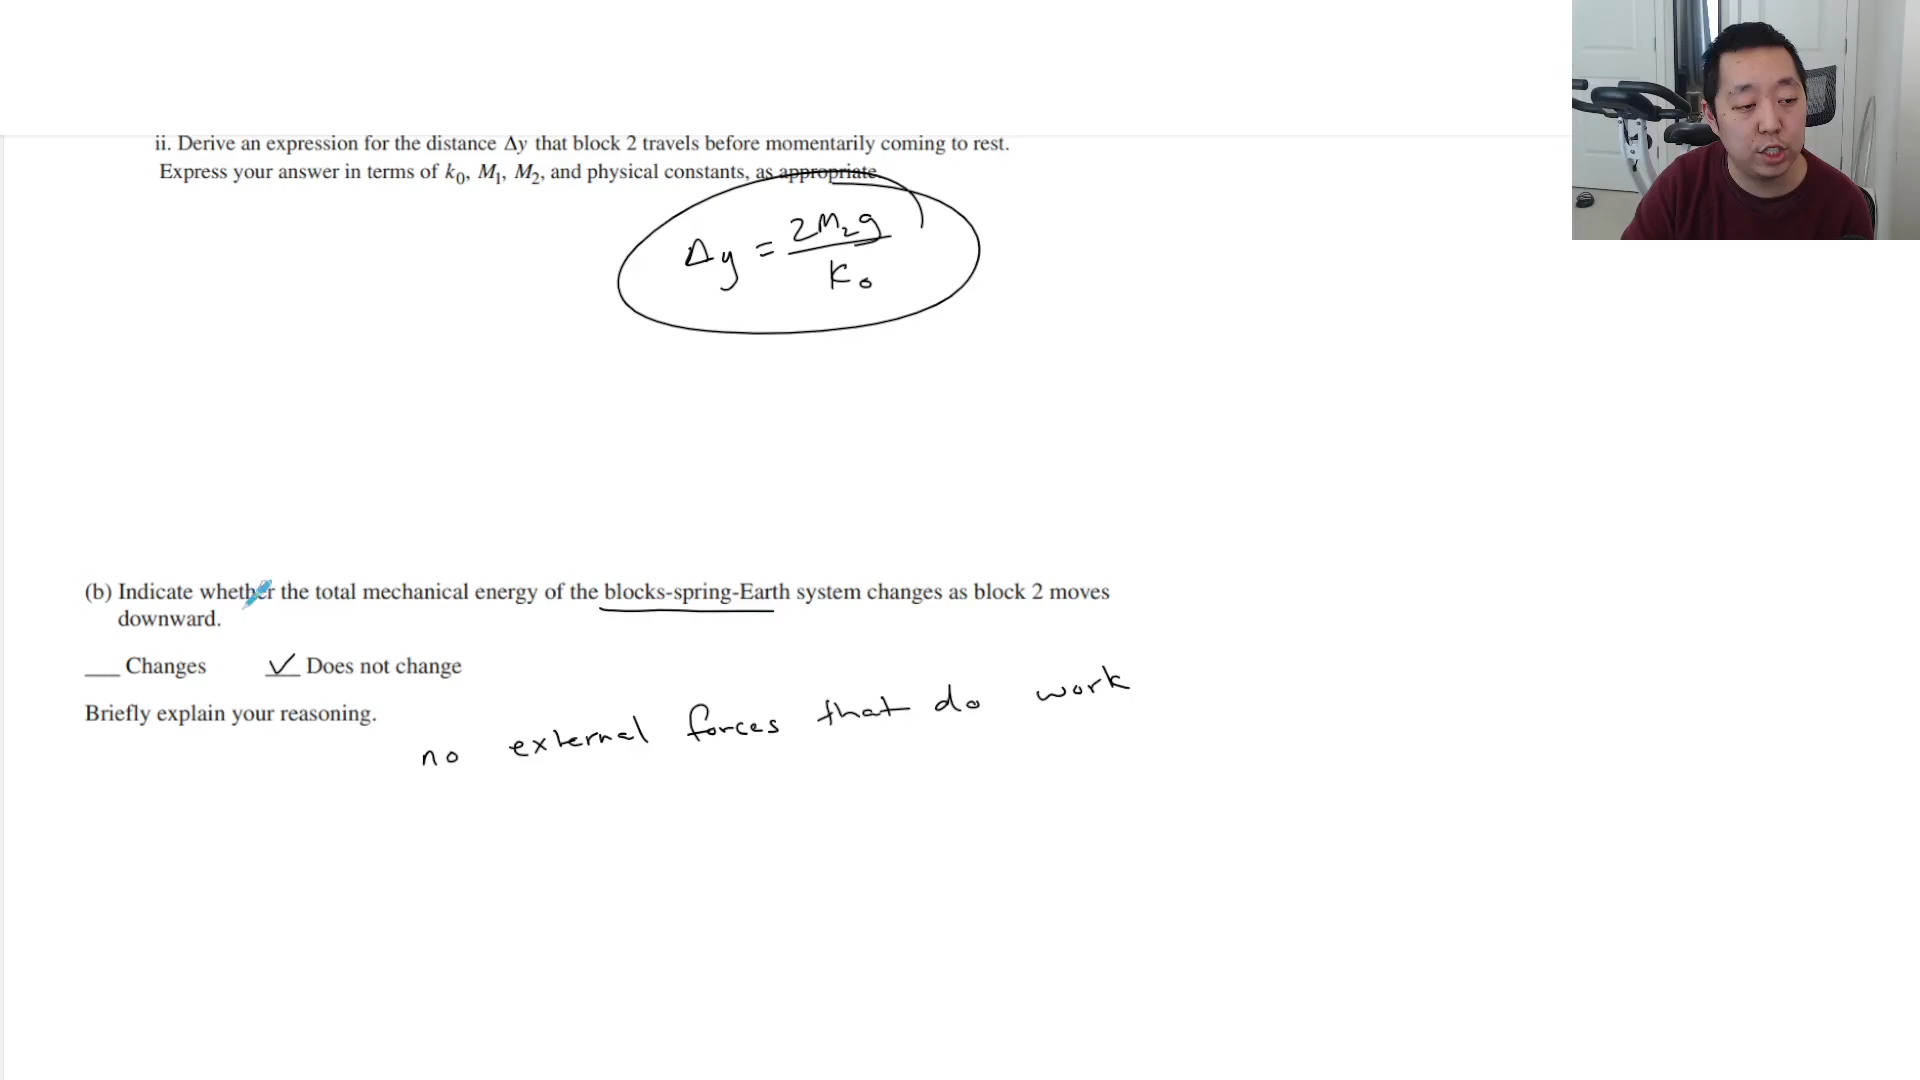 ii. Derive an expression for the distance Δy that block 2 travels before momentarily coming to rest.
Express your answer in terms of k₀, M₁, M₂, and physical constants, as appropriate.
Δy = 2M₂g / k₀
(b) Indicate whether the total mechanical energy of the blocks-spring-Earth system changes as block 2 moves
downward.
___ Changes ✓ Does not change
Briefly explain your reasoning.
no external forces that do work